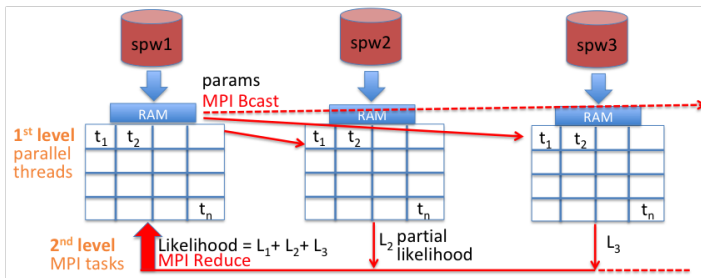 spw1
spw2
spw3
params
MPI Bcast
RAM
RAM
RAM
1st level
parallel
threads
t1 t2
tn
t1 t2
tn
t1 t2
tn
2nd level
MPI tasks
Likelihood = L1+ L2+ L3
MPI Reduce
L2 partial
likelihood
L3